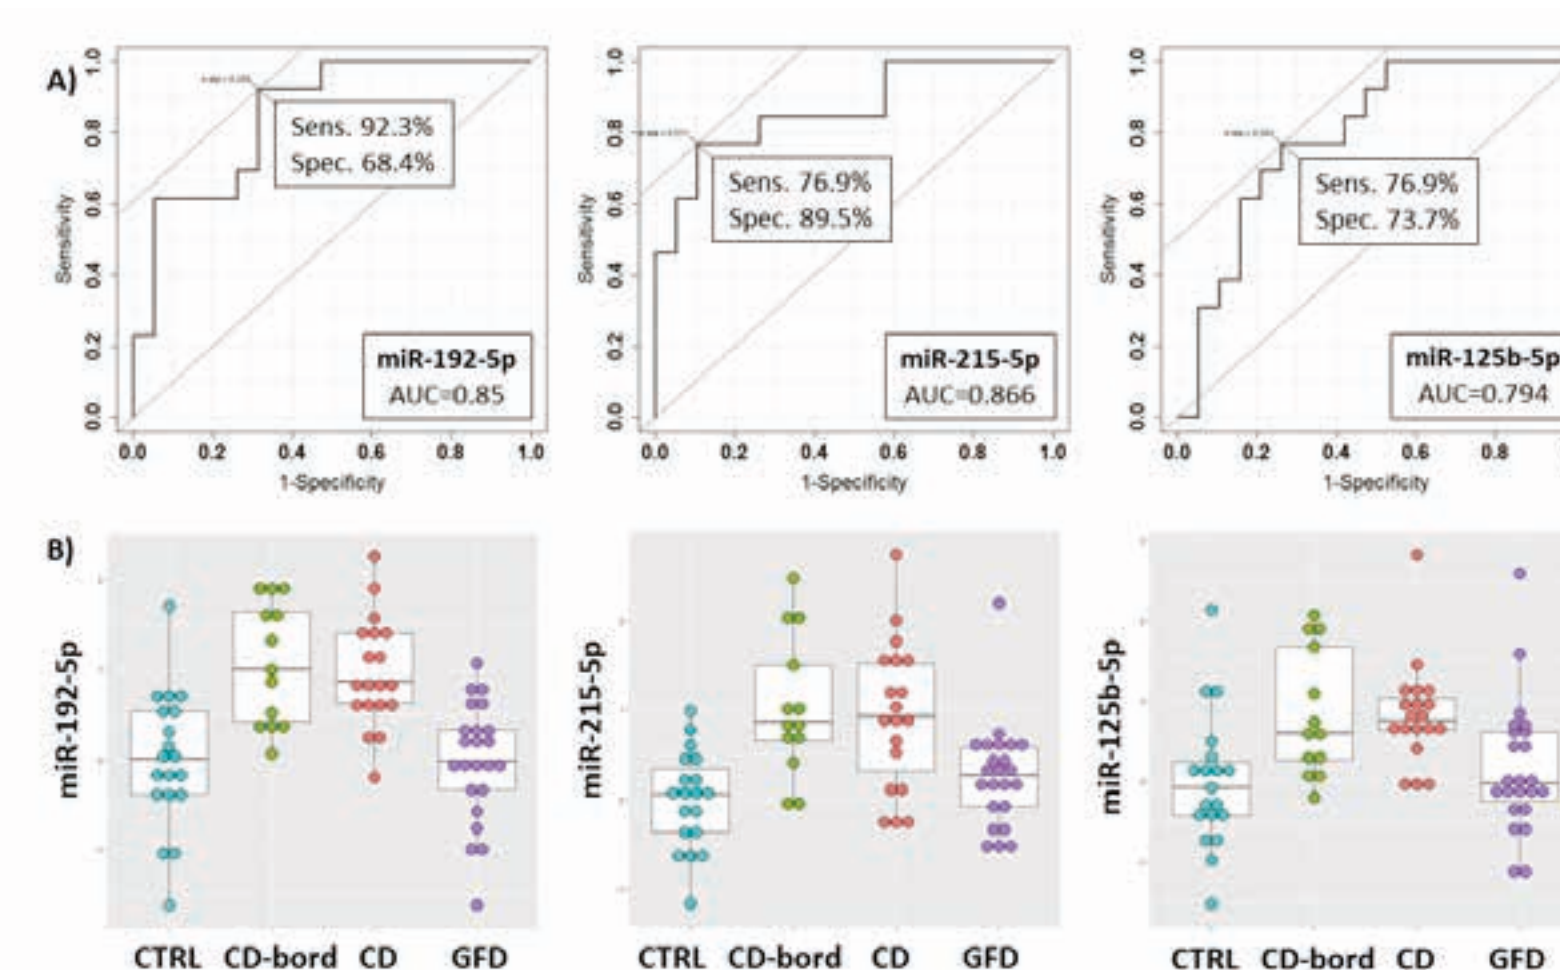 A)
Sensitivity
1.0
0.8
0.6
0.4
0.2
0.0
Sens. 92.3%
Spec. 68.4%
miR-192-5p
AUC=0.85
0.0 0.2 0.4 0.6 0.8 1.0
1-Specificity
Sensitivity
1.0
0.8
0.6
0.4
0.2
0.0
Sens. 76.9%
Spec. 89.5%
miR-215-5p
AUC=0.866
0.0 0.2 0.4 0.6 0.8 1.0
1-Specificity
Sensitivity
1.0
0.8
0.6
0.4
0.2
0.0
Sens. 76.9%
Spec. 73.7%
miR-125b-5p
AUC=0.794
0.0 0.2 0.4 0.6 0.8
1-Specificity
B)
miR-192-5p
CTRL CD-bord CD GFD
miR-215-5p
CTRL CD-bord CD GFD
miR-125b-5p
CTRL CD-bord CD GFD